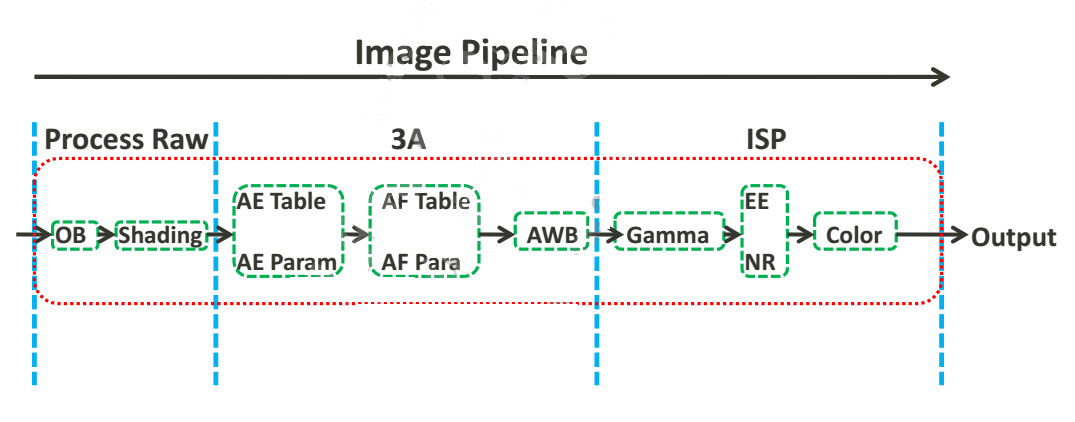 Image Pipeline
Process Raw
3A
ISP
AE Table
AF Table
EE
OB
Shading
AWB
Gamma
Color
Output
AE Param
AF Para
NR